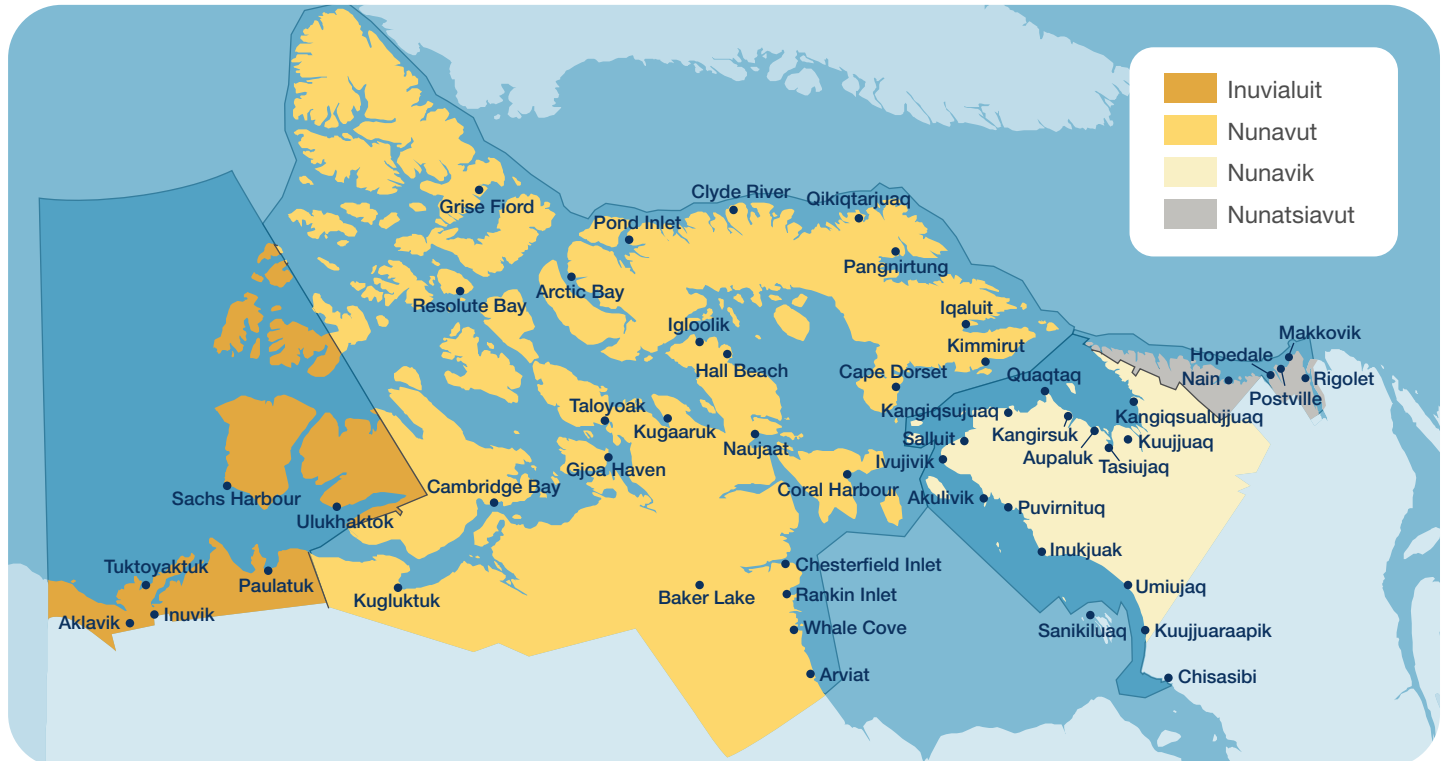 Inuvialuit
Nunavut
Nunavik
Nunatsiavut
Grise Fiord
Clyde River
Qikiqtarjuaq
Pond Inlet
Pangnirtung
Arctic Bay
Resolute Bay
Iqaluit
Igloolik
Kimmirut
Makkovik
Hopedale
Hall Beach
Cape Dorset
Quaqtaq
Nain
Rigolet
Postville
Taloyoak
Kugaaruk
Kangiqsujuaq
Kangiqsualujjuaq
Naujaat
Salluit
Kangirsuk
Kuujjuaq
Aupaluk
Tasiujaq
Gjoa Haven
Ivujivik
Cambridge Bay
Coral Harbour
Sachs Harbour
Akulivik
Puvirnituq
Ulukhaktok
Inukjuak
Tuktoyaktuk
Paulatuk
Chesterfield Inlet
Kugluktuk
Baker Lake
Rankin Inlet
Umiujaq
Aklavik
Inuvik
Whale Cove
Sanikiluaq
Kuujjuaraapik
Arviat
Chisasibi